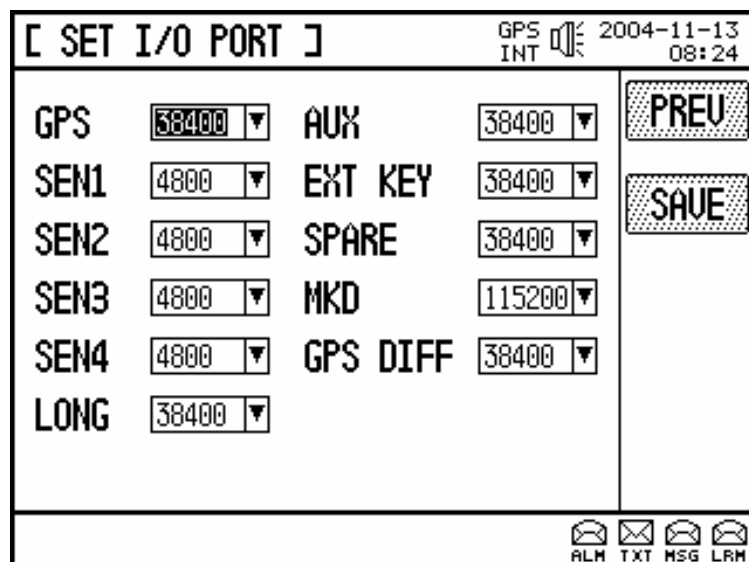 [ SET I/O PORT ]
GPS INT
2004-11-13
08:24
GPS 38400
AUX 38400
SEN1 4800
EXT KEY 38400
SEN2 4800
SPARE 38400
SEN3 4800
MKD 115200
SEN4 4800
GPS DIFF 38400
LONG 38400
PREV
SAVE
ALM TXT MSG LRM